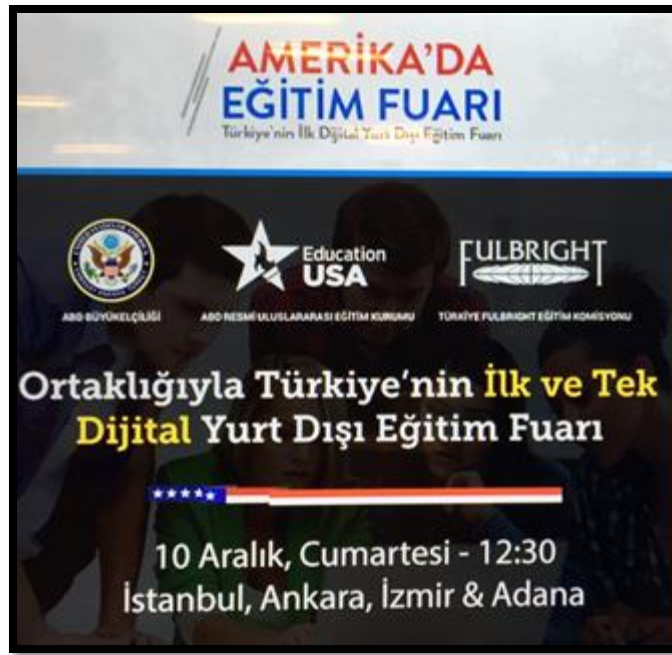 AMERİKA'DA
EĞİTİM FUARI
Türkiye'nin İlk Dijital Yurt Dışı Eğitim Fuarı
Education
USA
FULBRIGHT
ABD BÜYÜKELÇİLİĞİ
ABD RESMİ ULUSLARARASI EĞİTİM KURUMU
TÜRKİYE FULBRIGHT EĞİTİM KOMİSYONU
Ortaklığıyla Türkiye'nin İlk ve Tek
Dijital Yurt Dışı Eğitim Fuarı
10 Aralık, Cumartesi - 12:30
İstanbul, Ankara, İzmir & Adana